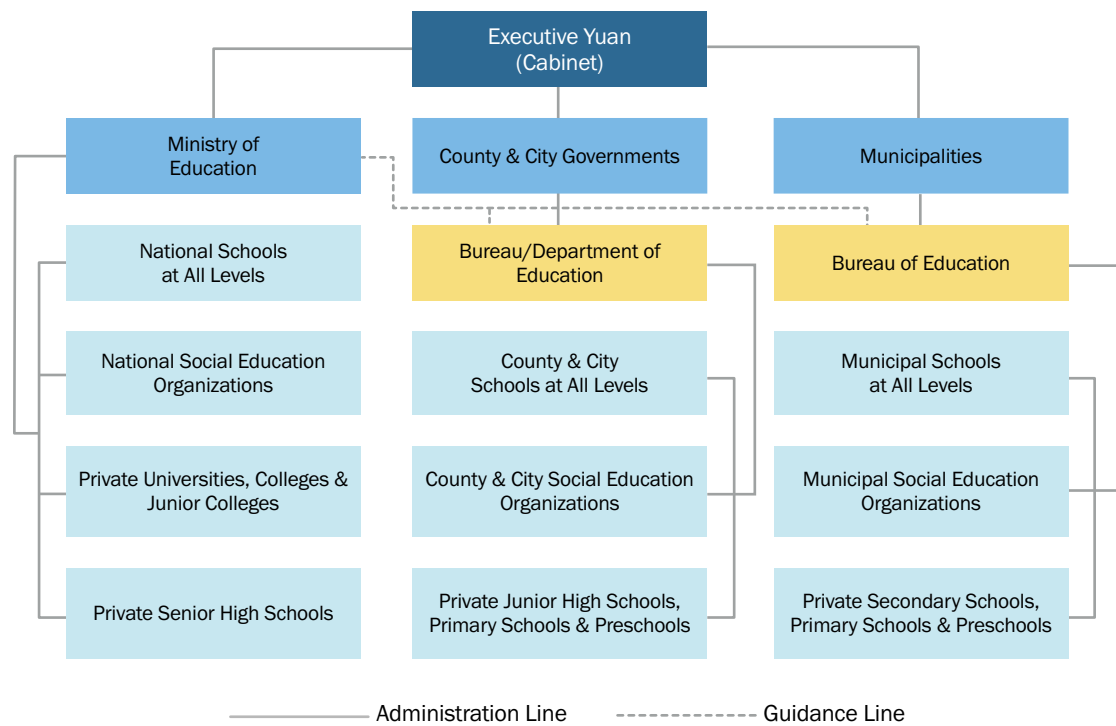 Executive Yuan
(Cabinet)
Ministry of
Education
County & City Governments
Municipalities
National Schools
at All Levels
Bureau/Department of
Education
Bureau of Education
National Social Education
Organizations
County & City
Schools at All Levels
Municipal Schools
at All Levels
Private Universities, Colleges &
Junior Colleges
County & City Social Education
Organizations
Municipal Social Education
Organizations
Private Senior High Schools
Private Junior High Schools,
Primary Schools & Preschools
Private Secondary Schools,
Primary Schools & Preschools
Administration Line
Guidance Line